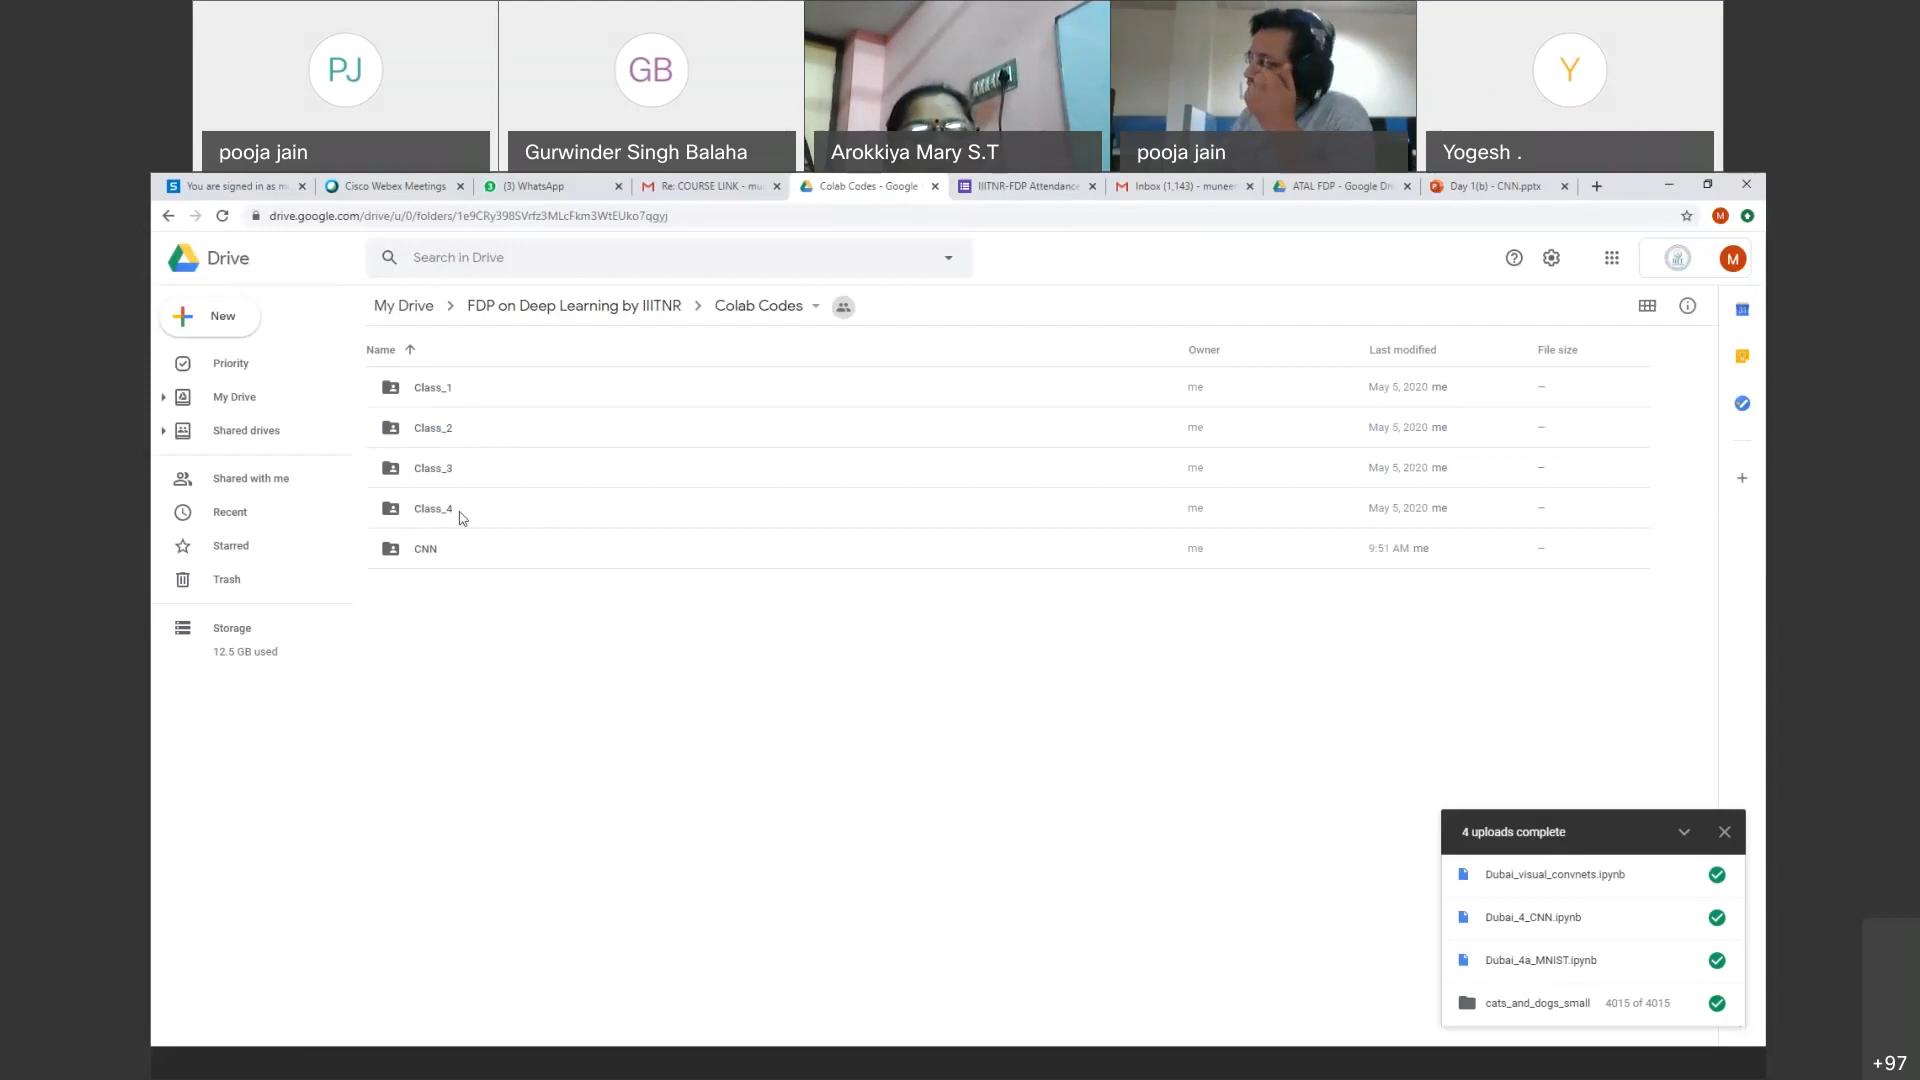 PJ
GB
Y
pooja jain
Gurwinder Singh Balaha
Arokkiya Mary S.T
pooja jain
Yogesh .
You are signed in as m
Cisco Webex Meetings
(3) WhatsApp
Re: COURSE LINK - mu
Colab Codes - Google
IIITNR-FDP Attendance
Inbox (1,143) - muneer
ATAL FDP - Google Dri
Day 1(b) - CNN.pptx
drive.google.com/drive/u/0/folders/1e9CRy398SVrfz3MLcFkm3WtEUko7qgyj
M
Drive
Search in Drive
M
New
My Drive
FDP on Deep Learning by IIITNR
Colab Codes
Name
Owner
Last modified
File size
Priority
My Drive
Shared drives
Shared with me
Recent
Starred
Trash
Storage
12.5 GB used
Class_1 me May 5, 2020 me –
Class_2 me May 5, 2020 me –
Class_3 me May 5, 2020 me –
Class_4 me May 5, 2020 me –
CNN me 9:51 AM me –
4 uploads complete
Dubai_visual_convnets.ipynb
Dubai_4_CNN.ipynb
Dubai_4a_MNIST.ipynb
cats_and_dogs_small 4015 of 4015
+97